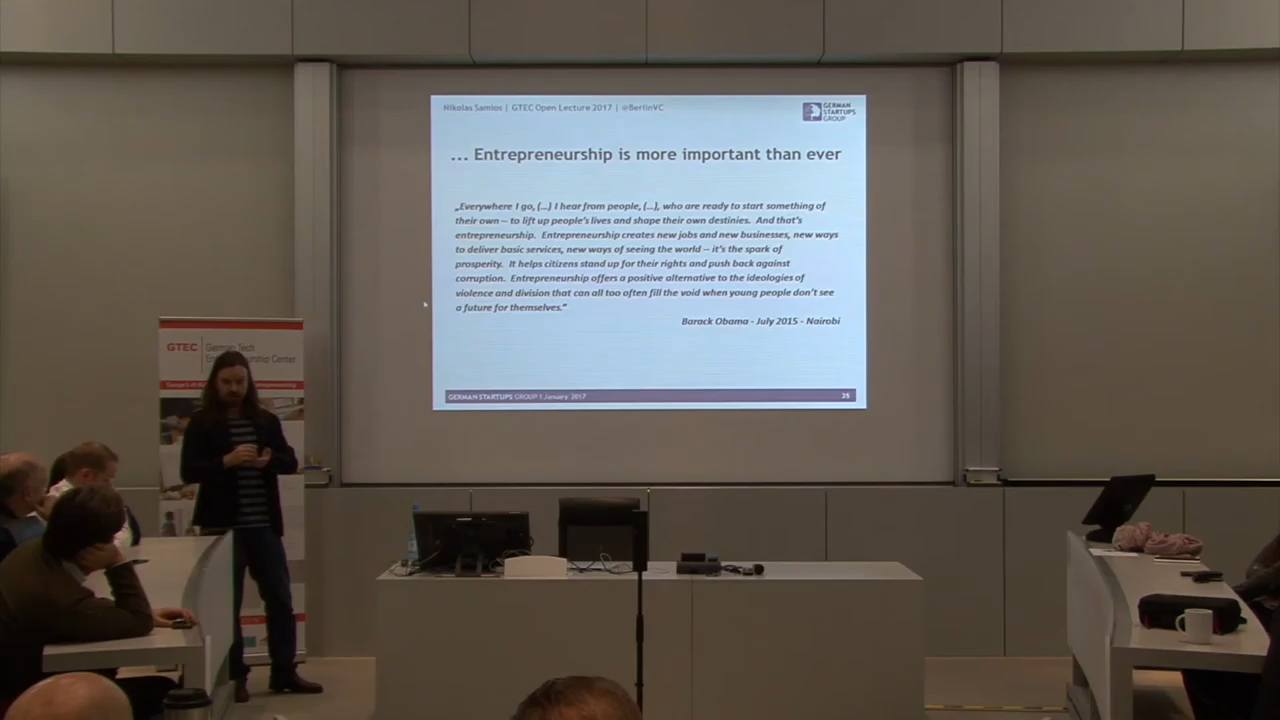 Nikolas Samios | GTEC Open Lecture 2017 | @BerlinVC
GERMAN
STARTUPS
GROUP
... Entrepreneurship is more important than ever
„Everywhere I go, (...) I hear from people, (...), who are ready to start something of
their own — to lift up people's lives and shape their own destinies. And that's
entrepreneurship. Entrepreneurship creates new jobs and new businesses, new ways
to deliver basic services, new ways of seeing the world — it's the spark of
prosperity. It helps citizens stand up for their rights and push back against
corruption. Entrepreneurship offers a positive alternative to the ideologies of
violence and division that can all too often fill the void when young people don't see
a future for themselves."
Barack Obama - July 2015 - Nairobi
GERMAN STARTUPS GROUP I January 2017
25
GTEC
German Tech
Center